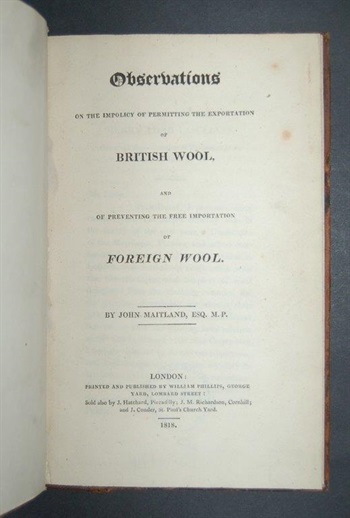 Observations
ON THE IMPOLICY OF PERMITTING THE EXPORTATION
OF
BRITISH WOOL,
AND
OF PREVENTING THE FREE IMPORTATION
OF
FOREIGN WOOL.
BY JOHN MAITLAND, ESQ. M.P.
LONDON:
PRINTED AND PUBLISHED BY WILLIAM PHILLIPS, GEORGE
YARD, LOMBARD STREET:
Sold also by J. Hatchard, Piccadilly; J. M. Richardson, Cornhill;
and J. Conder, St. Paul's Church Yard.
1818.